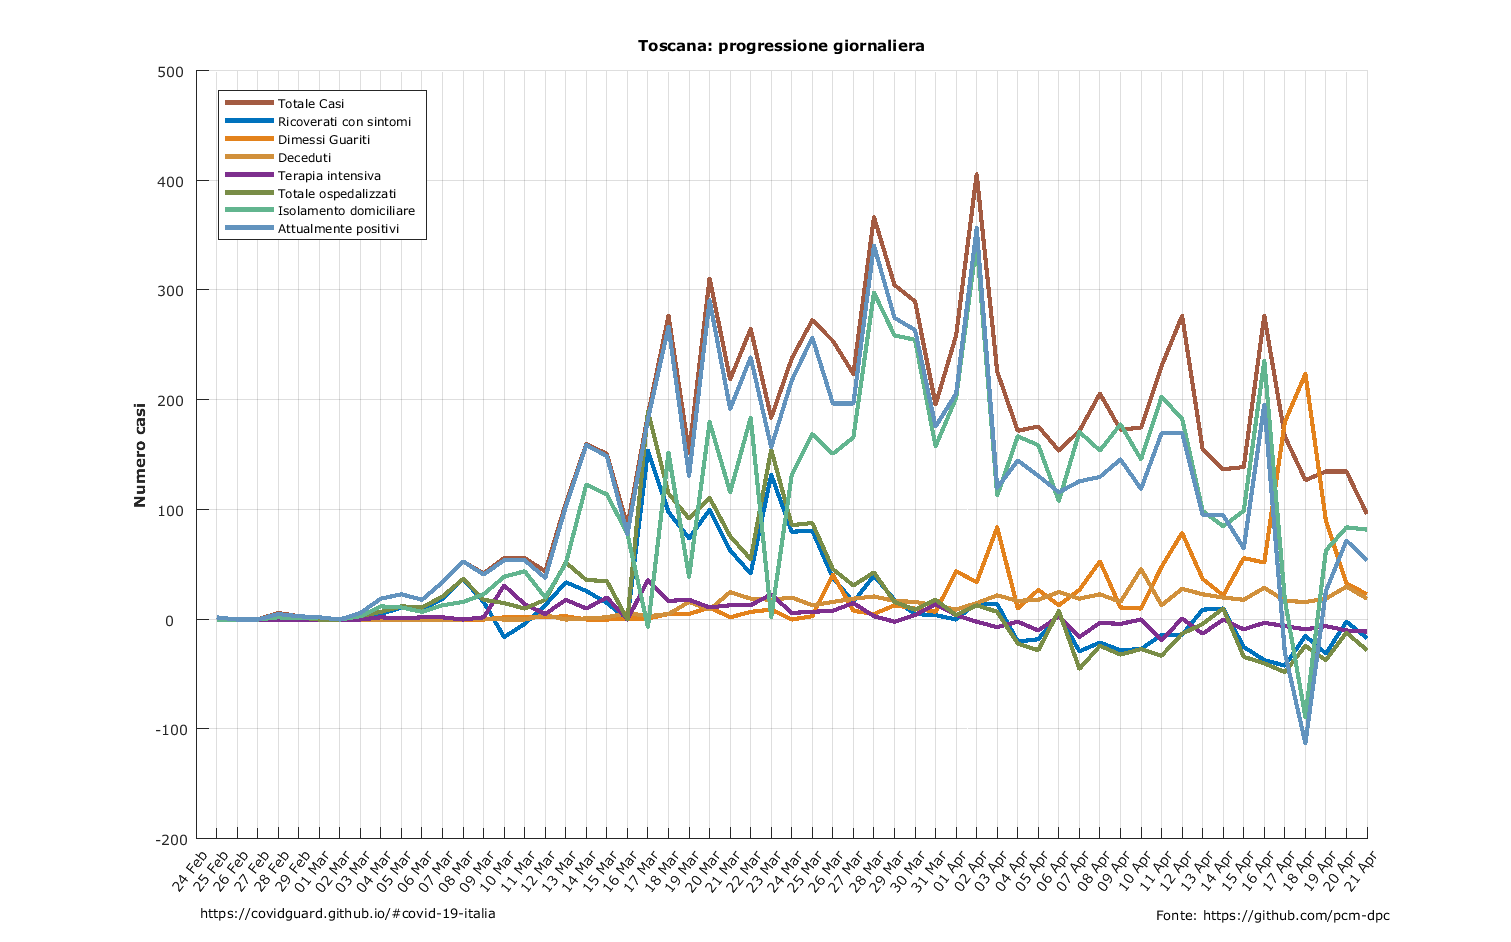 Toscana: progressione giornaliera
Numero casi
500
400
300
200
100
0
-100
-200
Totale Casi
Ricoverati con sintomi
Dimessi Guariti
Deceduti
Terapia intensiva
Totale ospedalizzati
Isolamento domiciliare
Attualmente positivi
24 Feb
25 Feb
26 Feb
27 Feb
28 Feb
29 Feb
01 Mar
02 Mar
03 Mar
04 Mar
05 Mar
06 Mar
07 Mar
08 Mar
09 Mar
10 Mar
11 Mar
12 Mar
13 Mar
14 Mar
15 Mar
16 Mar
17 Mar
18 Mar
19 Mar
20 Mar
21 Mar
22 Mar
23 Mar
24 Mar
25 Mar
26 Mar
27 Mar
28 Mar
29 Mar
30 Mar
31 Mar
01 Apr
02 Apr
03 Apr
04 Apr
05 Apr
06 Apr
07 Apr
08 Apr
09 Apr
10 Apr
11 Apr
12 Apr
13 Apr
14 Apr
15 Apr
16 Apr
17 Apr
18 Apr
19 Apr
20 Apr
21 Apr
https://covidguard.github.io/#covid-19-italia
Fonte: https://github.com/pcm-dpc